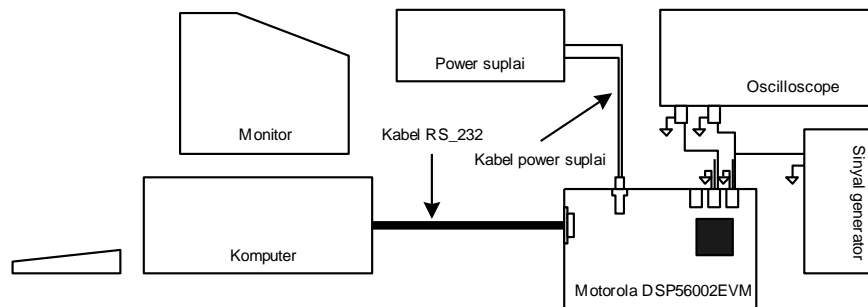 Power suplai
Oscilloscope
Monitor
Kabel RS_232
Kabel power suplai
Sinyal generator
Komputer
Motorola DSP56002EVM